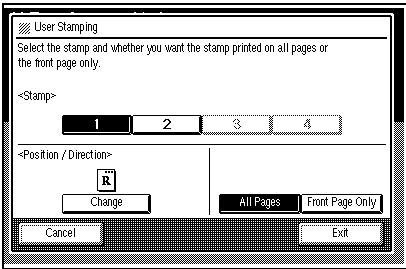 User Stamping
Select the stamp and whether you want the stamp printed on all pages or
the front page only.
<Stamp>
1 2 3 4
<Position / Direction>
R
Change
All Pages Front Page Only
Cancel Exit